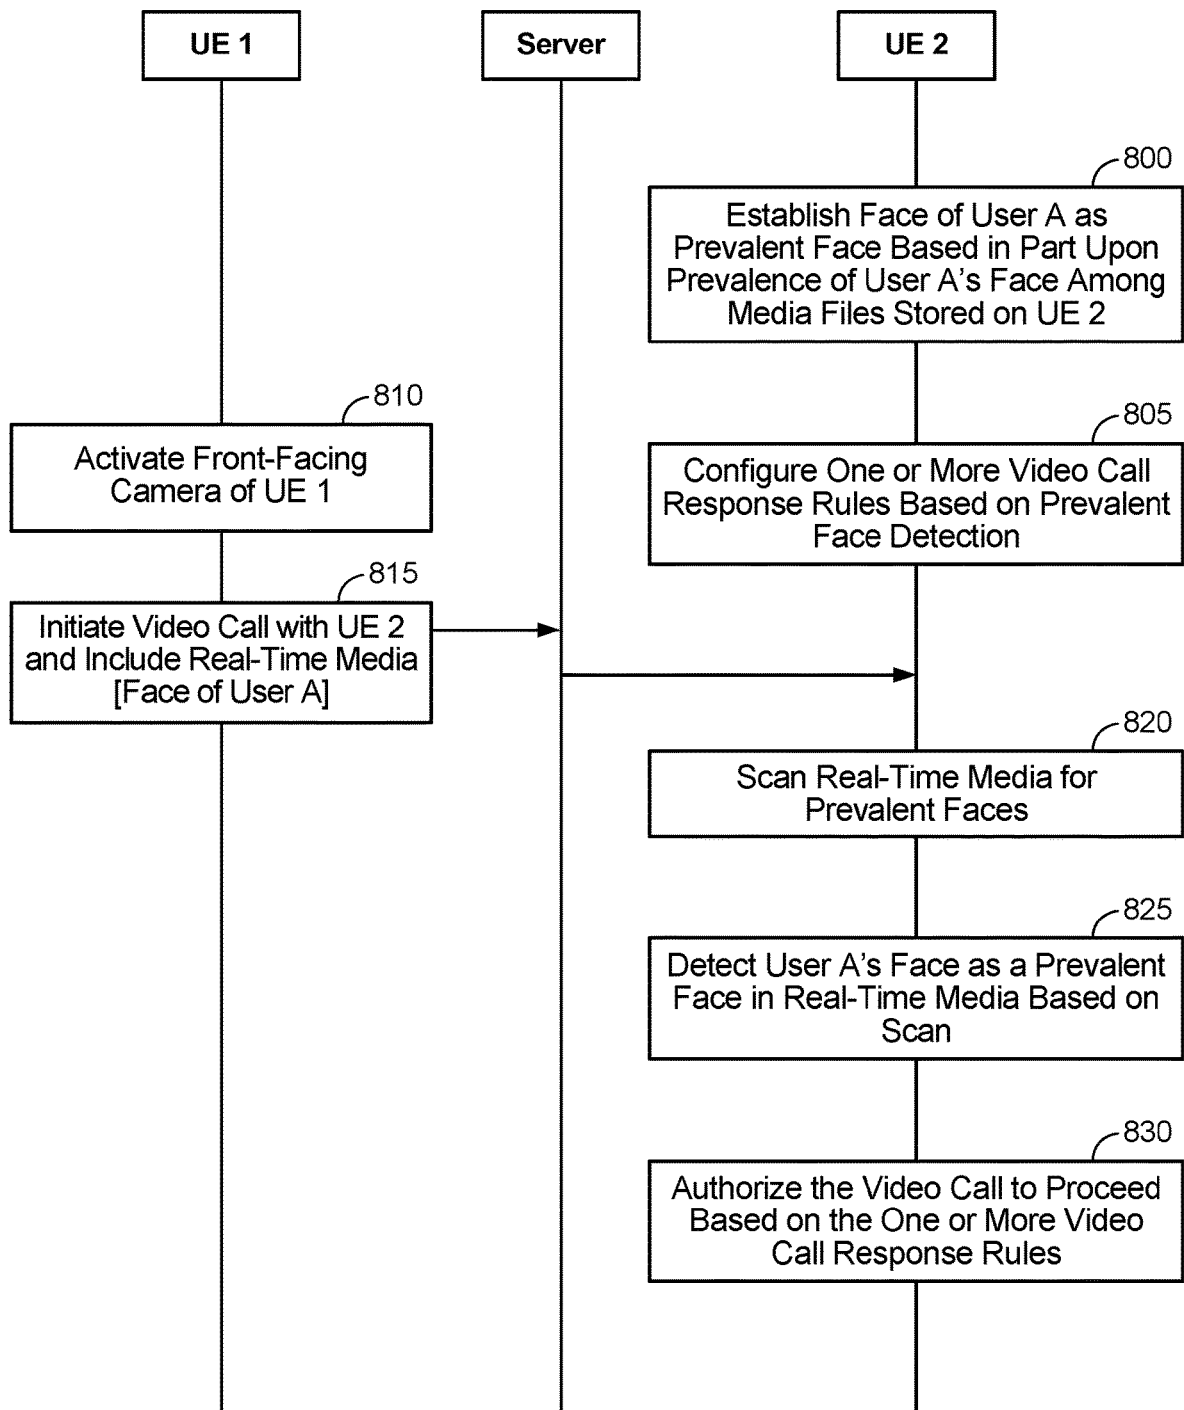 UE 1
Server
UE 2
800
Establish Face of User A as
Prevalent Face Based in Part Upon
Prevalence of User A's Face Among
Media Files Stored on UE 2
810
Activate Front-Facing
Camera of UE 1
805
Configure One or More Video Call
Response Rules Based on Prevalent
Face Detection
815
Initiate Video Call with UE 2
and Include Real-Time Media
[Face of User A]
820
Scan Real-Time Media for
Prevalent Faces
825
Detect User A's Face as a Prevalent
Face in Real-Time Media Based on
Scan
830
Authorize the Video Call to Proceed
Based on the One or More Video
Call Response Rules